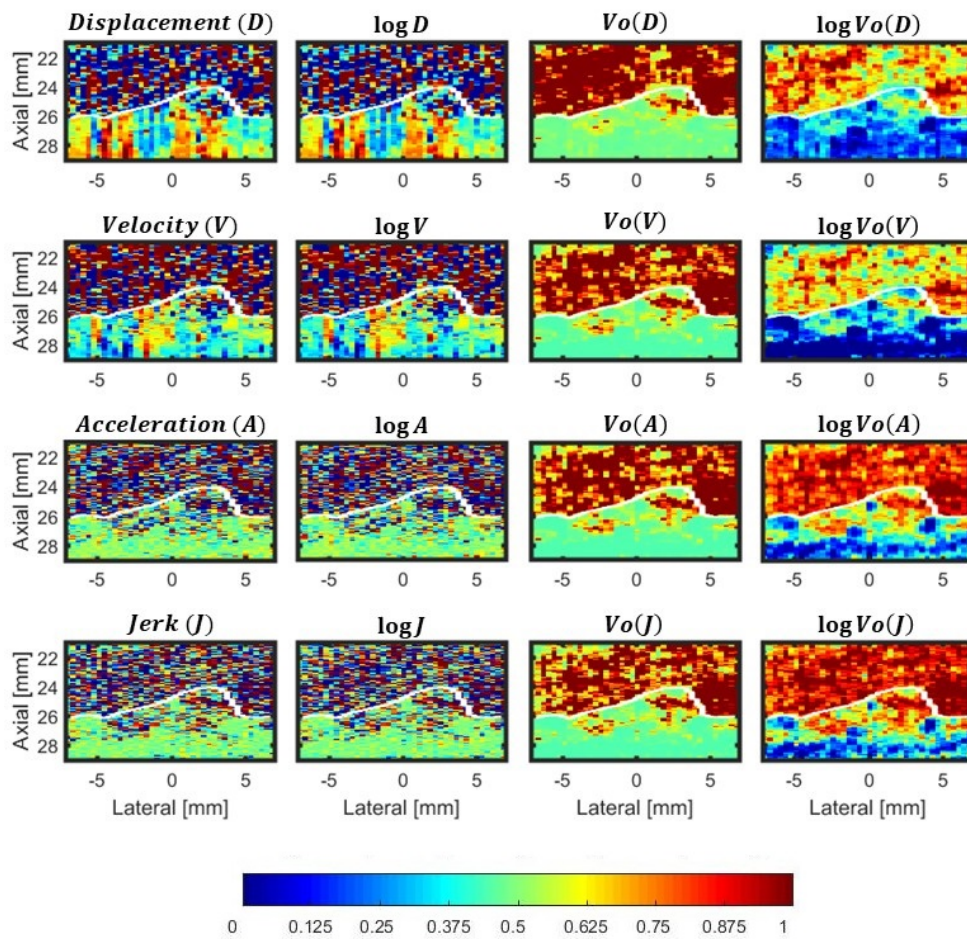 Displacement (D) log D Vo(D) log Vo(D)
Axial [mm]
22
24
26
28
-5 0 5 -5 0 5 -5 0 5 -5 0 5
Velocity (V) log V Vo(V) log Vo(V)
Axial [mm]
22
24
26
28
-5 0 5 -5 0 5 -5 0 5 -5 0 5
Acceleration (A) log A Vo(A) log Vo(A)
Axial [mm]
22
24
26
28
-5 0 5 -5 0 5 -5 0 5 -5 0 5
Jerk (J) log J Vo(J) log Vo(J)
Axial [mm]
22
24
26
28
-5 0 5 -5 0 5 -5 0 5 -5 0 5
Lateral [mm] Lateral [mm] Lateral [mm] Lateral [mm]
0 0.125 0.25 0.375 0.5 0.625 0.75 0.875 1